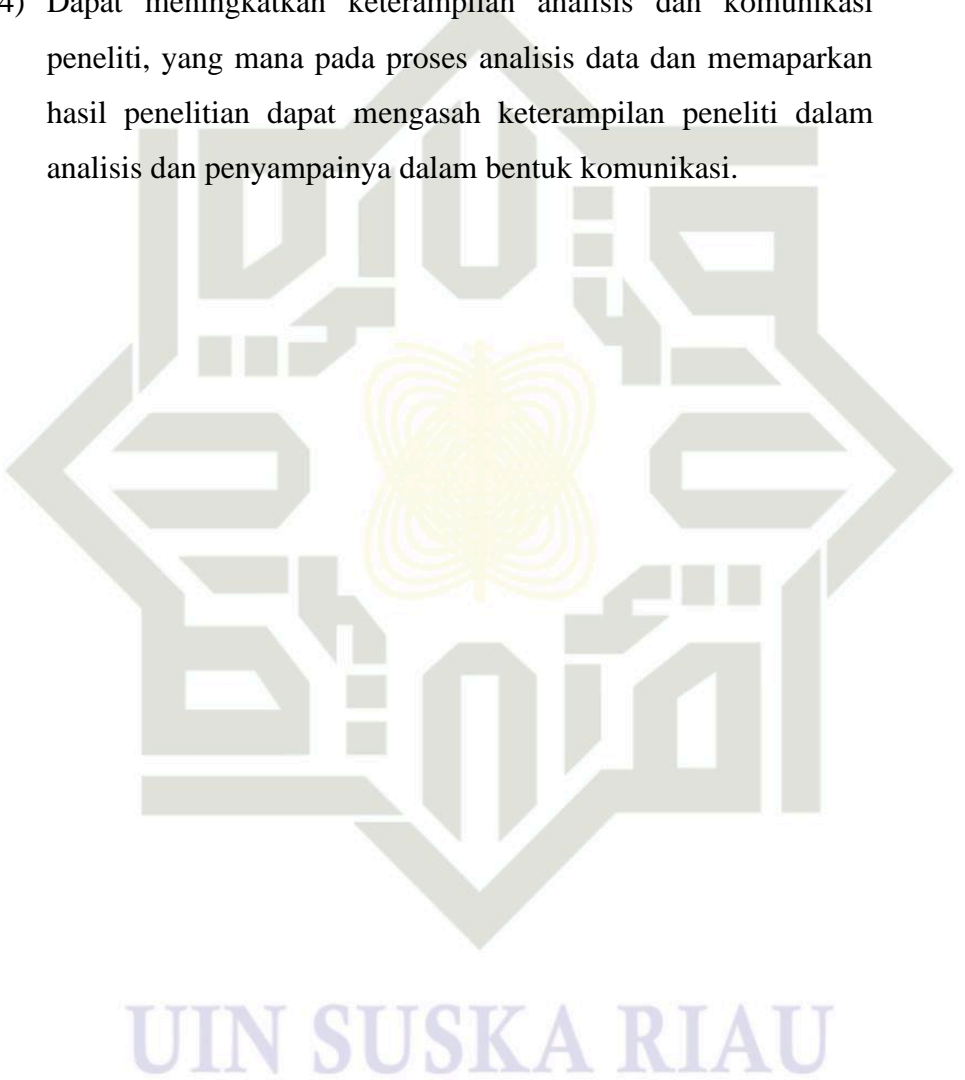 4) Dapat meningkatkan keterampilan analisis dan komunikasi
peneliti, yang mana pada proses analisis data dan memaparkan
hasil penelitian dapat mengasah keterampilan peneliti dalam
analisis dan penyampainya dalam bentuk komunikasi.
UIN SUSKA RIAU